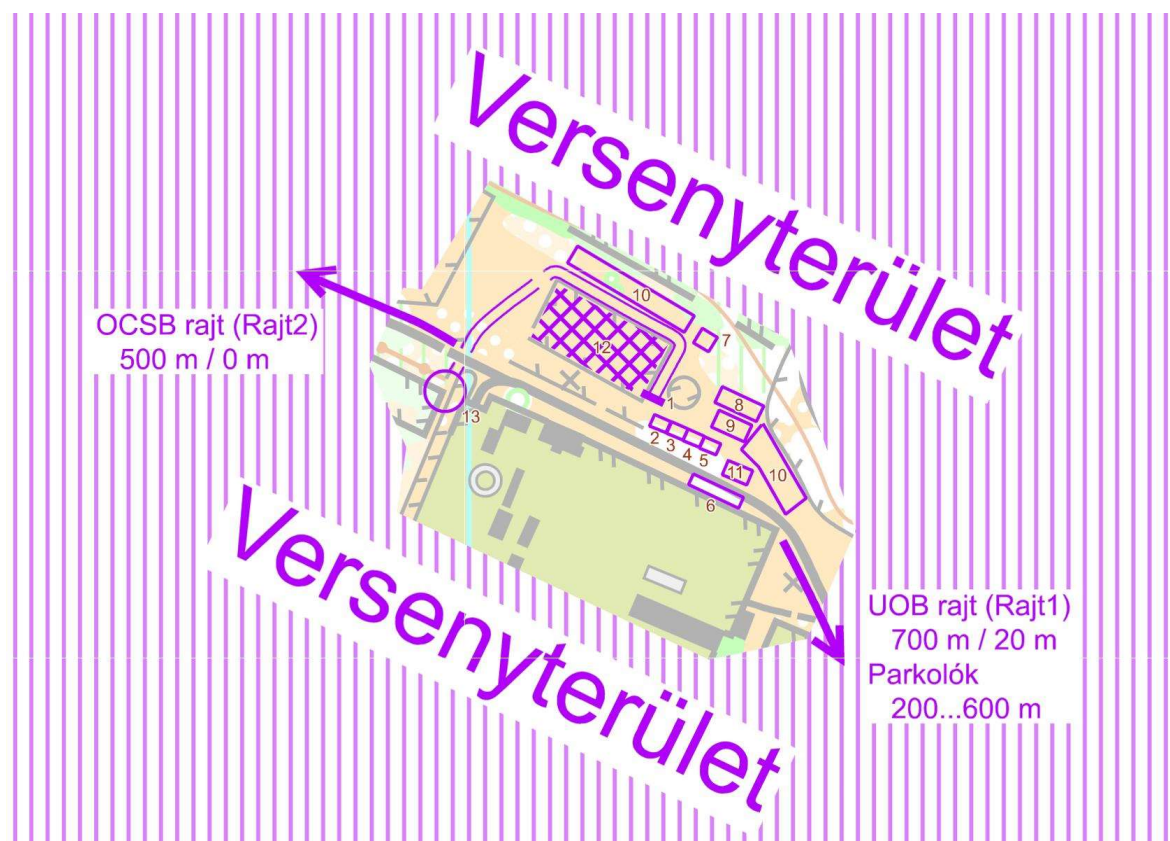 Versenyterület
OCSB rajt (Rajt2)
500 m / 0 m
10
7
12
1
8
13
2
3
4
5
9
11
10
6
Versenyterület
UOB rajt (Rajt1)
700 m / 20 m
Parkolók
200...600 m